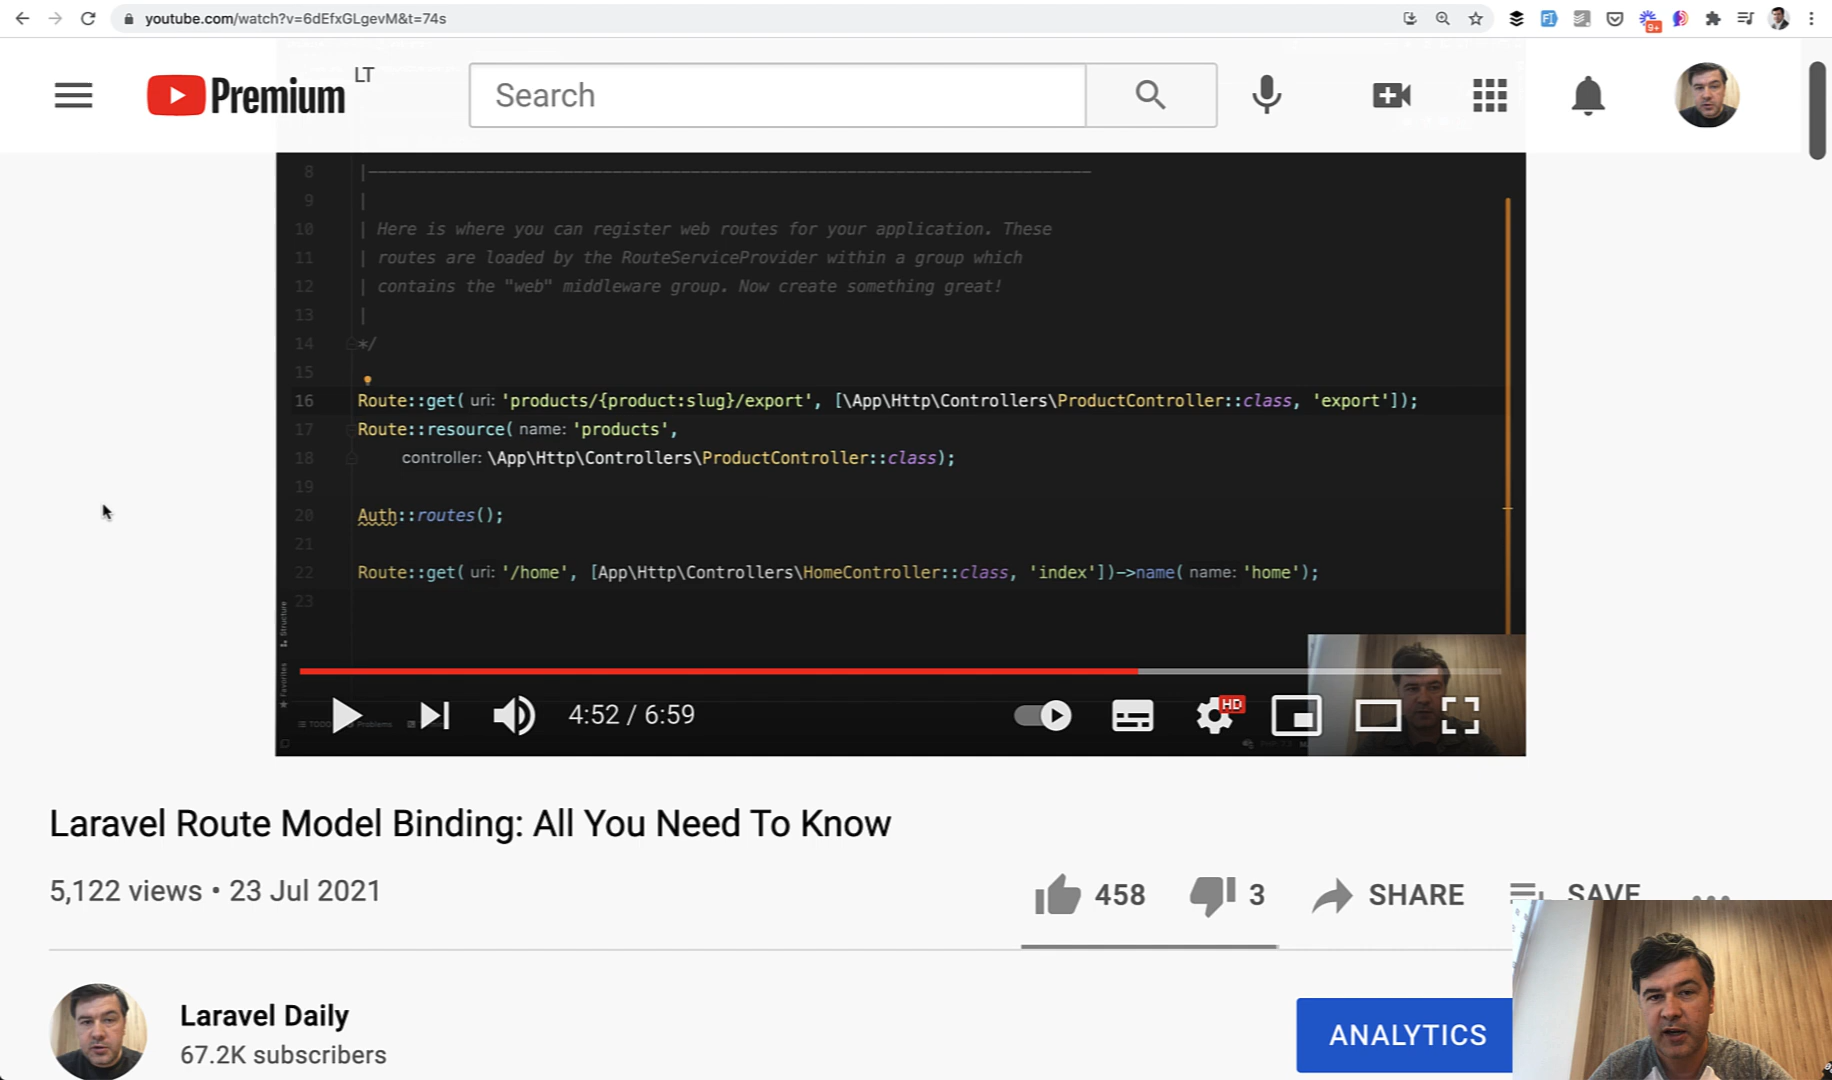 youtube.com/watch?v=6dEfxGLgevM&t=74s
9+
Premium LT
Search
8 |--------------------------------------------------------------------------
9 |
10 | Here is where you can register web routes for your application. These
11 | routes are loaded by the RouteServiceProvider within a group which
12 | contains the "web" middleware group. Now create something great!
13 |
14 */
15
16 Route::get( uri: 'products/{product:slug}/export', [\App\Http\Controllers\ProductController::class, 'export']);
17 Route::resource( name: 'products',
18 controller: \App\Http\Controllers\ProductController::class);
19
20 Auth::routes();
21
22 Route::get( uri: '/home', [App\Http\Controllers\HomeController::class, 'index'])->name( name: 'home');
23
Structure
Favorites
TODO Problems
4:52 / 6:59
HD
Laravel Route Model Binding: All You Need To Know
5,122 views • 23 Jul 2021
458 3 SHARE SAVE
Laravel Daily
67.2K subscribers
ANALYTICS